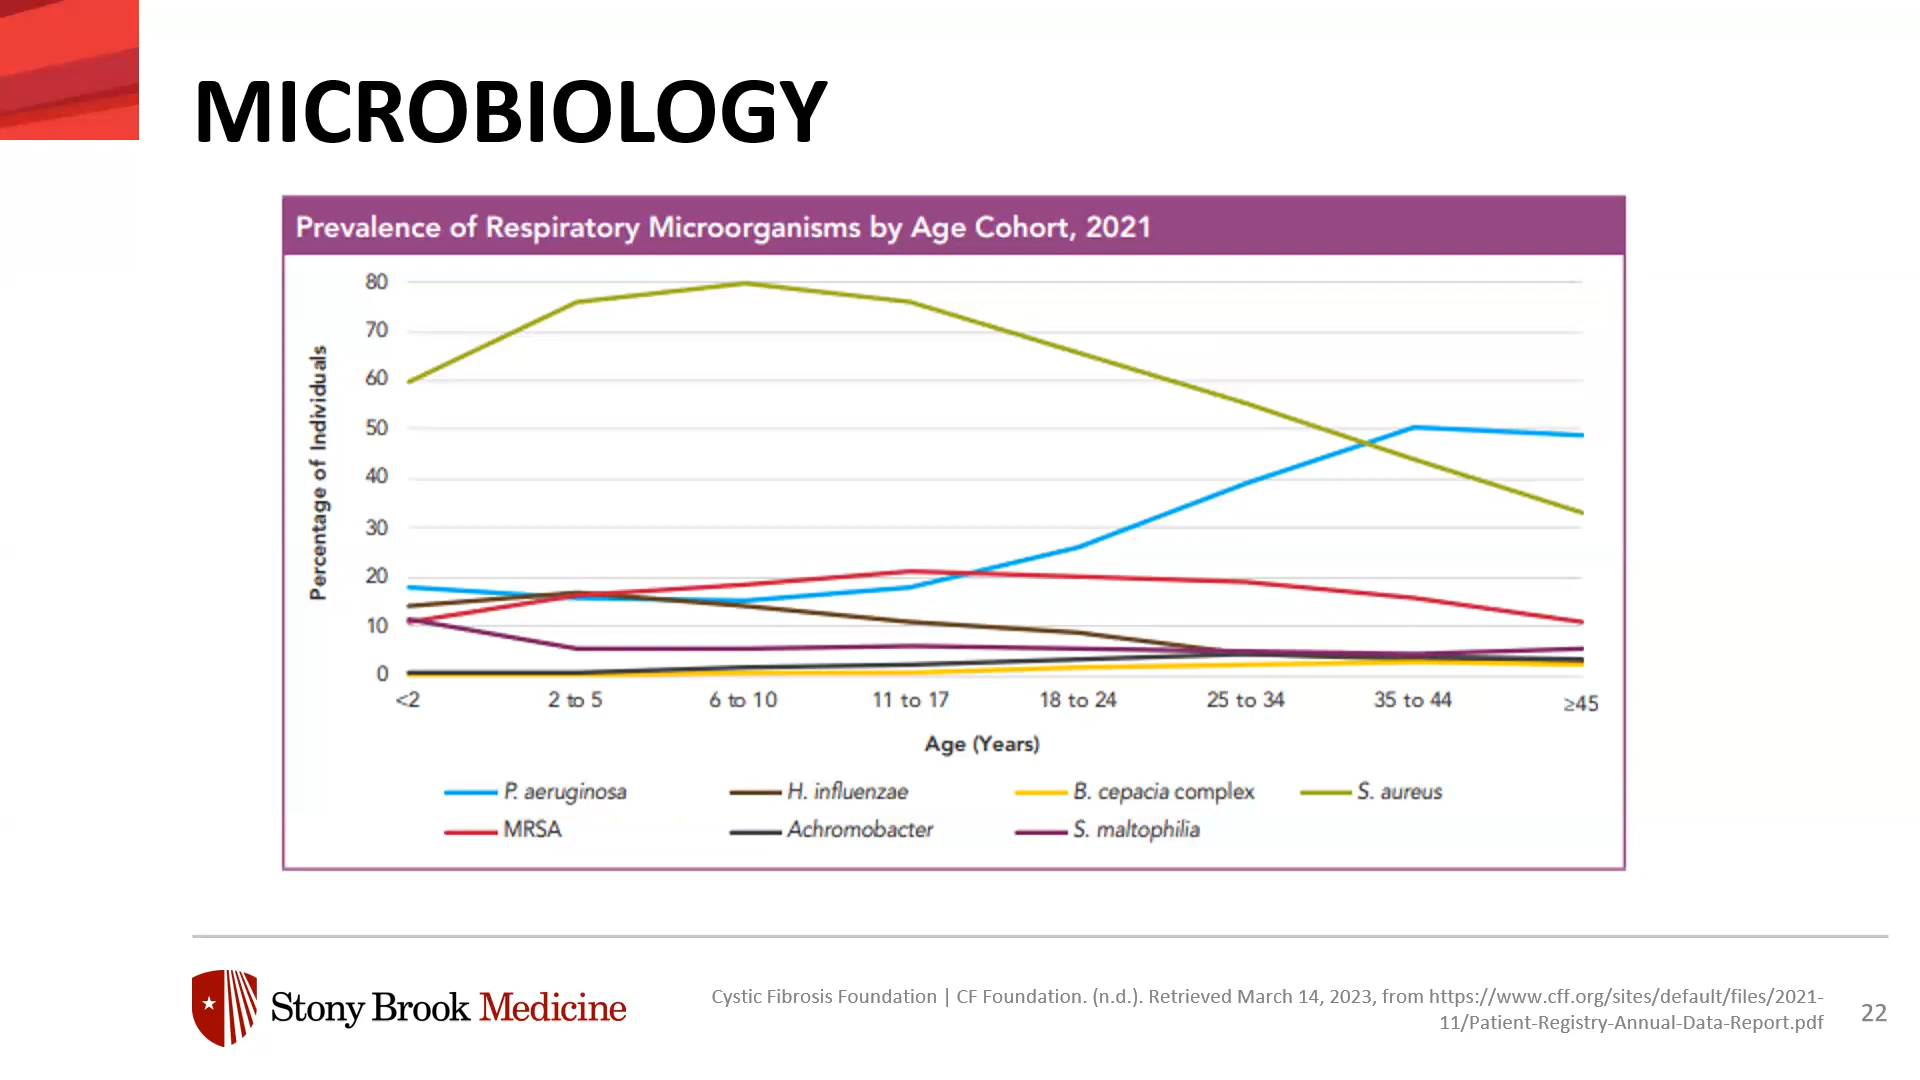 MICROBIOLOGY
Prevalence of Respiratory Microorganisms by Age Cohort, 2021
Percentage of Individuals
80
70
60
50
40
30
20
10
0
<2 2 to 5 6 to 10 11 to 17 18 to 24 25 to 34 35 to 44 ≥45
Age (Years)
P. aeruginosa H. influenzae B. cepacia complex S. aureus
MRSA Achromobacter S. maltophilia
Stony Brook Medicine
Cystic Fibrosis Foundation | CF Foundation. (n.d.). Retrieved March 14, 2023, from https://www.cff.org/sites/default/files/2021-
11/Patient-Registry-Annual-Data-Report.pdf
22